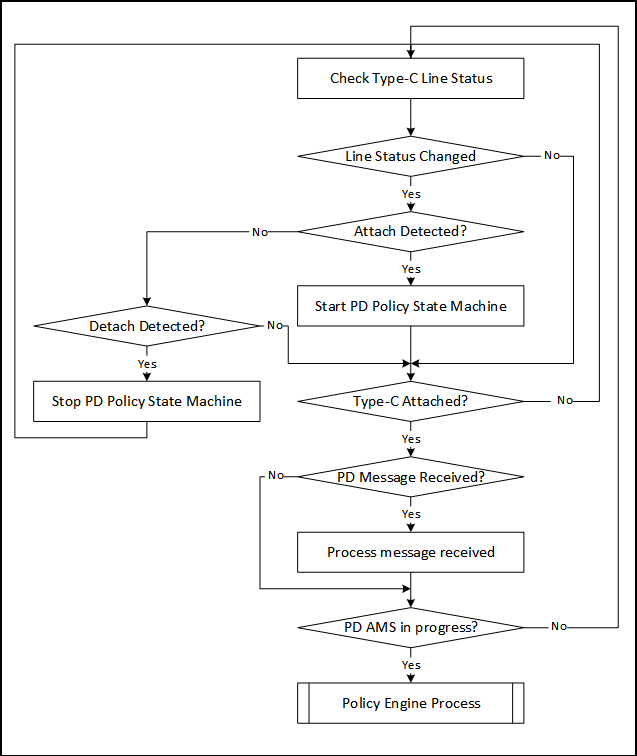 Check Type-C Line Status
Line Status Changed
No
Yes
Attach Detected?
No
Yes
Start PD Policy State Machine
Detach Detected?
No
Yes
Stop PD Policy State Machine
Type-C Attached?
No
Yes
PD Message Received?
No
Yes
Process message received
PD AMS in progress?
No
Yes
Policy Engine Process